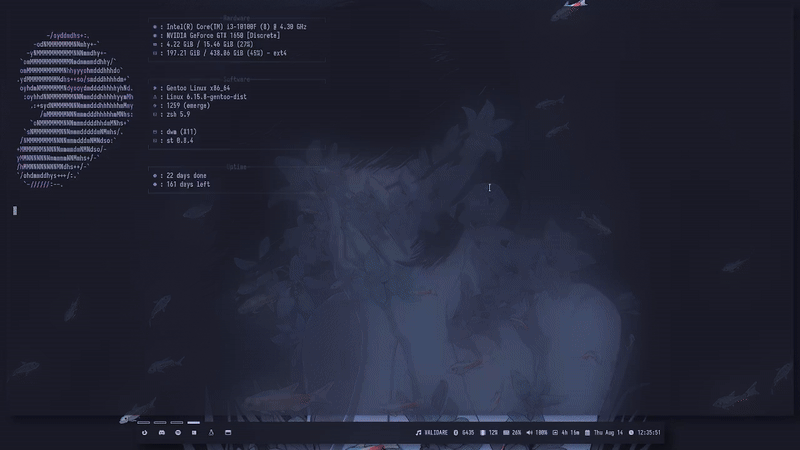 Hardware
: Intel(R) Core(TM) i3-10100F (8) @ 4.30 GHz
: NVIDIA GeForce GTX 1650 [Discrete]
: 4.22 GiB / 15.46 GiB (27%)
: 197.21 GiB / 438.06 GiB (45%) - ext4
Software
: Gentoo Linux x86_64
: Linux 6.15.8-gentoo-dist
: 1259 (emerge)
: zsh 5.9
: dwm (X11)
: st 0.8.4
: 22 days done
: 161 days left
VALIDARE G435 12% 26% 100% 4h 16m Thu Aug 14 12:35:51